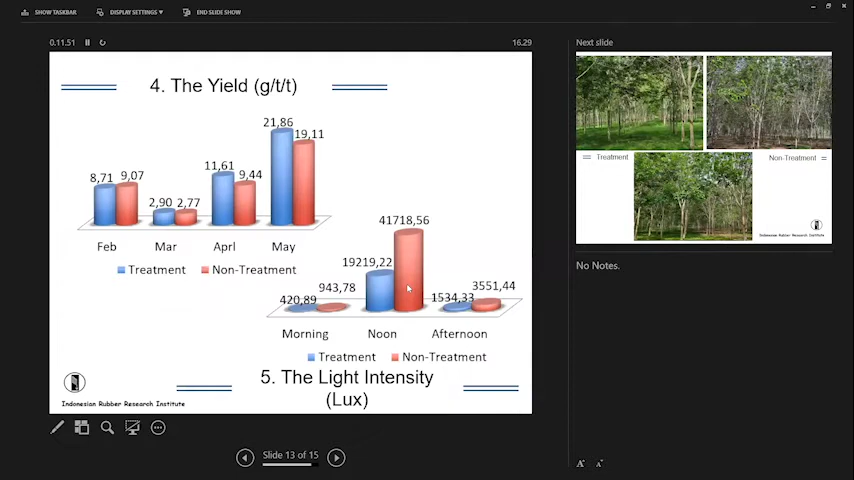 SHOW TASKBAR
DISPLAY SETTINGS ▼
END SLIDE SHOW
0.11.51
16.29
4. The Yield (g/t/t)
8,71
9,07
2,90
2,77
11,61
9,44
21,86
19,11
Feb
Mar
Aprl
May
Treatment
Non-Treatment
420,89
943,78
19219,22
41718,56
1534,33
3551,44
Morning
Noon
Afternoon
Treatment
Non-Treatment
5. The Light Intensity
(Lux)
Indonesian Rubber Research Institute
Slide 13 of 15
Next slide
Treatment
Non-Treatment
Indonesian Rubber Research Institute
No Notes.
A
A